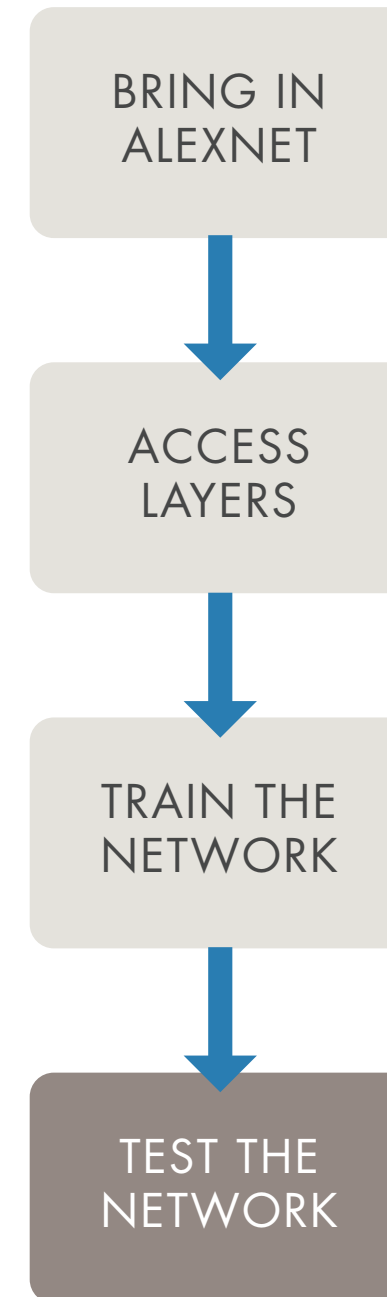 BRING IN
ALEXNET
ACCESS
LAYERS
TRAIN THE
NETWORK
TEST THE
NETWORK